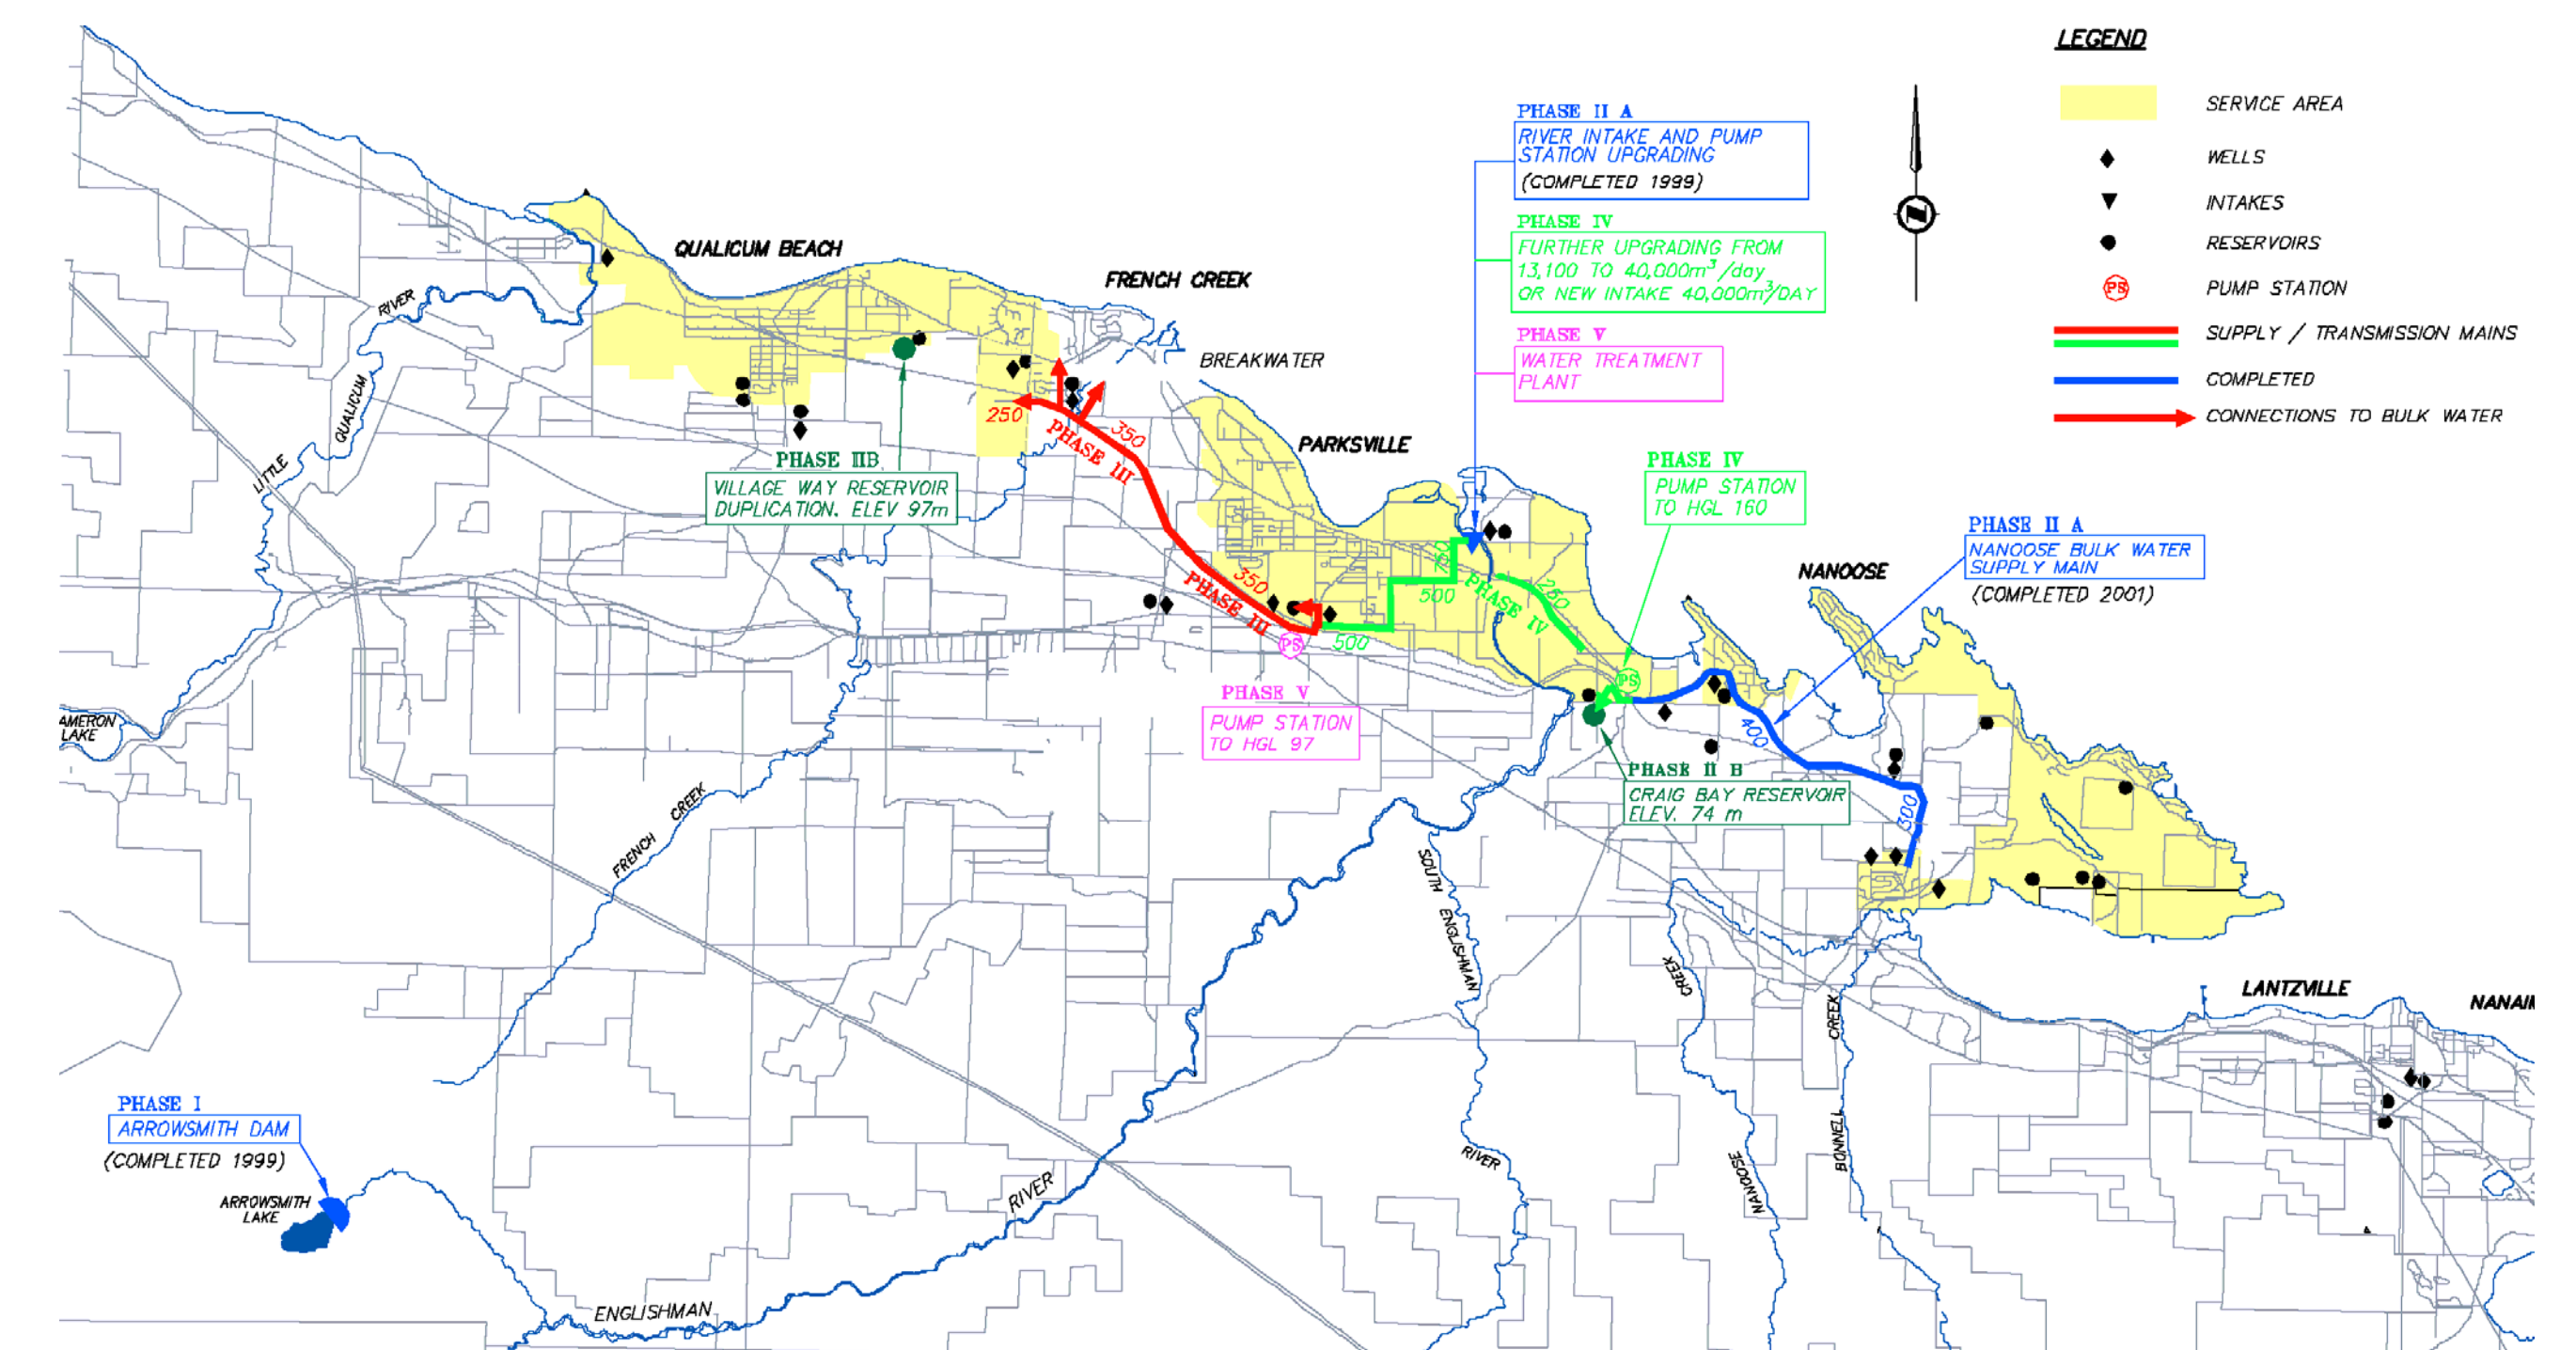 LEGEND
SERVICE AREA
WELLS
INTAKES
RESERVOIRS
PS
PUMP STATION
SUPPLY / TRANSMISSION MAINS
COMPLETED
CONNECTIONS TO BULK WATER
PHASE II A
RIVER INTAKE AND PUMP
STATION UPGRADING
(COMPLETED 1999)
PHASE IV
FURTHER UPGRADING FROM
13,100 TO 40,000m³/day
OR NEW INTAKE 40,000m³/DAY
PHASE V
WATER TREATMENT
PLANT
QUALICUM BEACH
FRENCH CREEK
BREAKWATER
PARKSVILLE
NANOOSE
LANTZVILLE
NANAIM
LITTLE
QUALICUM
RIVER
250
350
PHASE III
350
PHASE III
PS
500
500
PHASE IV
250
PS
400
300
PHASE IIB
VILLAGE WAY RESERVOIR
DUPLICATION. ELEV 97m
PHASE IV
PUMP STATION
TO HGL 160
PHASE II A
NANOOSE BULK WATER
SUPPLY MAIN
(COMPLETED 2001)
PHASE V
PUMP STATION
TO HGL 97
PHASE II B
CRAIG BAY RESERVOIR
ELEV. 74 m
AMERON
LAKE
FRENCH CREEK
SOUTH ENGLISHMAN
RIVER
NANOOSE
CREEK
BONNELL
CREEK
PHASE I
ARROWSMITH DAM
(COMPLETED 1999)
ARROWSMITH
LAKE
ENGLISHMAN
RIVER